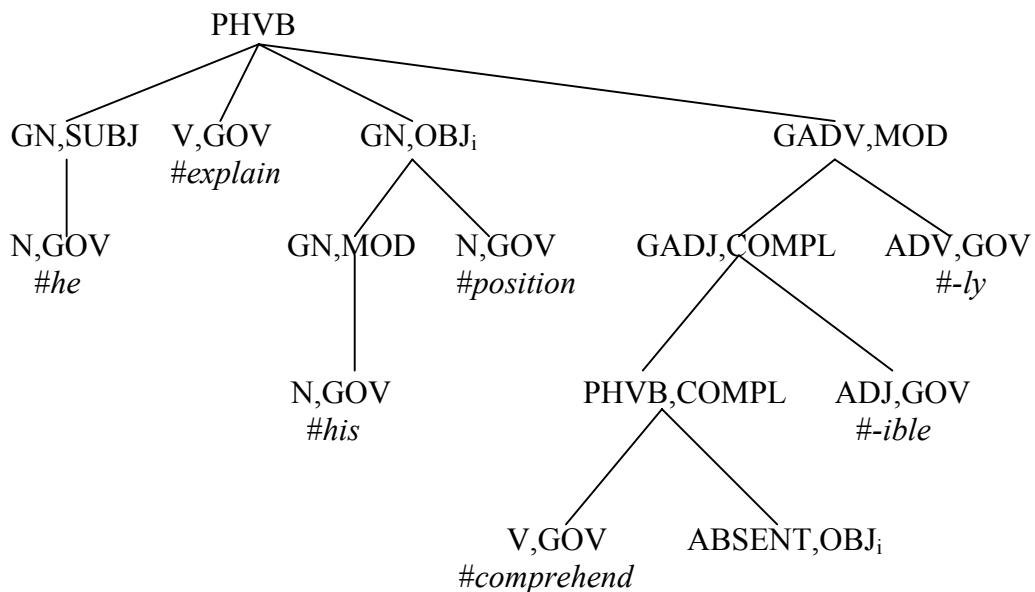 PHVB
GN,SUBJ V,GOV GN,OBJi GADV,MOD
#explain
N,GOV GN,MOD N,GOV GADJ,COMPL ADV,GOV
#he #position #-ly
N,GOV PHVB,COMPL ADJ,GOV
#his #-ible
V,GOV ABSENT,OBJi
#comprehend